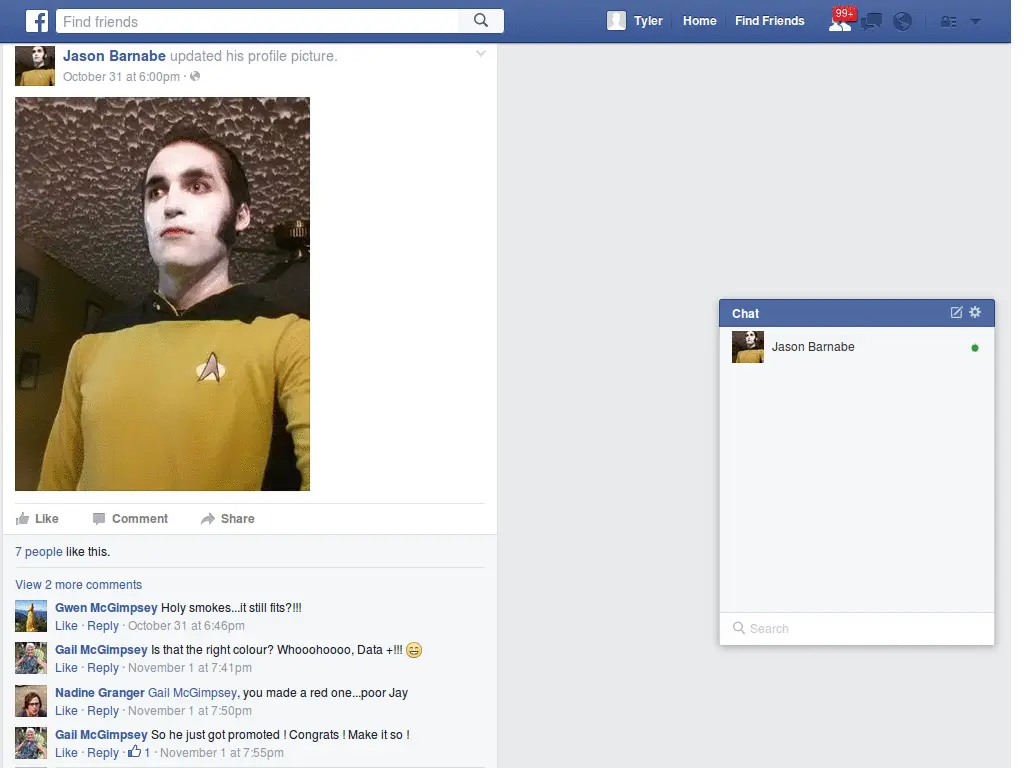 Find friends
Tyler Home Find Friends 99+
Jason Barnabe updated his profile picture.
October 31 at 6:00pm ·
Like Comment Share
7 people like this.
View 2 more comments
Gwen McGimpsey Holy smokes...it still fits?!!!
Like · Reply · October 31 at 6:46pm
Gail McGimpsey Is that the right colour? Whooohoooo, Data +!!! 😄
Like · Reply · November 1 at 7:41pm
Nadine Granger Gail McGimpsey, you made a red one...poor Jay
Like · Reply · November 1 at 7:50pm
Gail McGimpsey So he just got promoted ! Congrats ! Make it so !
Like · Reply · 1 · November 1 at 7:55pm
Chat
Jason Barnabe
Search